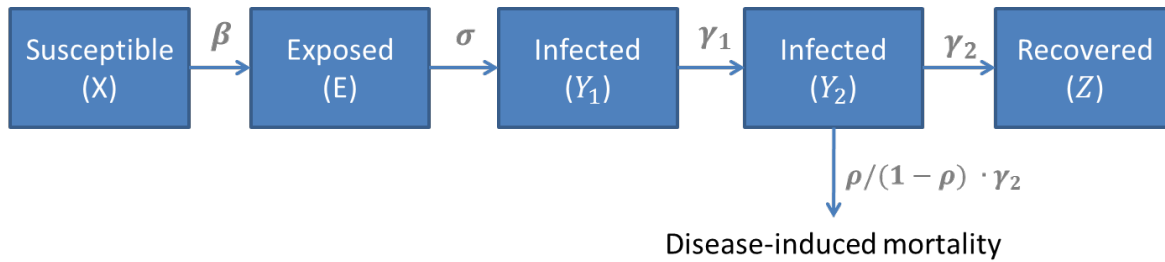 Susceptible
(X)
β
Exposed
(E)
σ
Infected
(Y₁)
γ₁
Infected
(Y₂)
γ₂
Recovered
(Z)
ρ/(1 − ρ) · γ₂
Disease-induced mortality